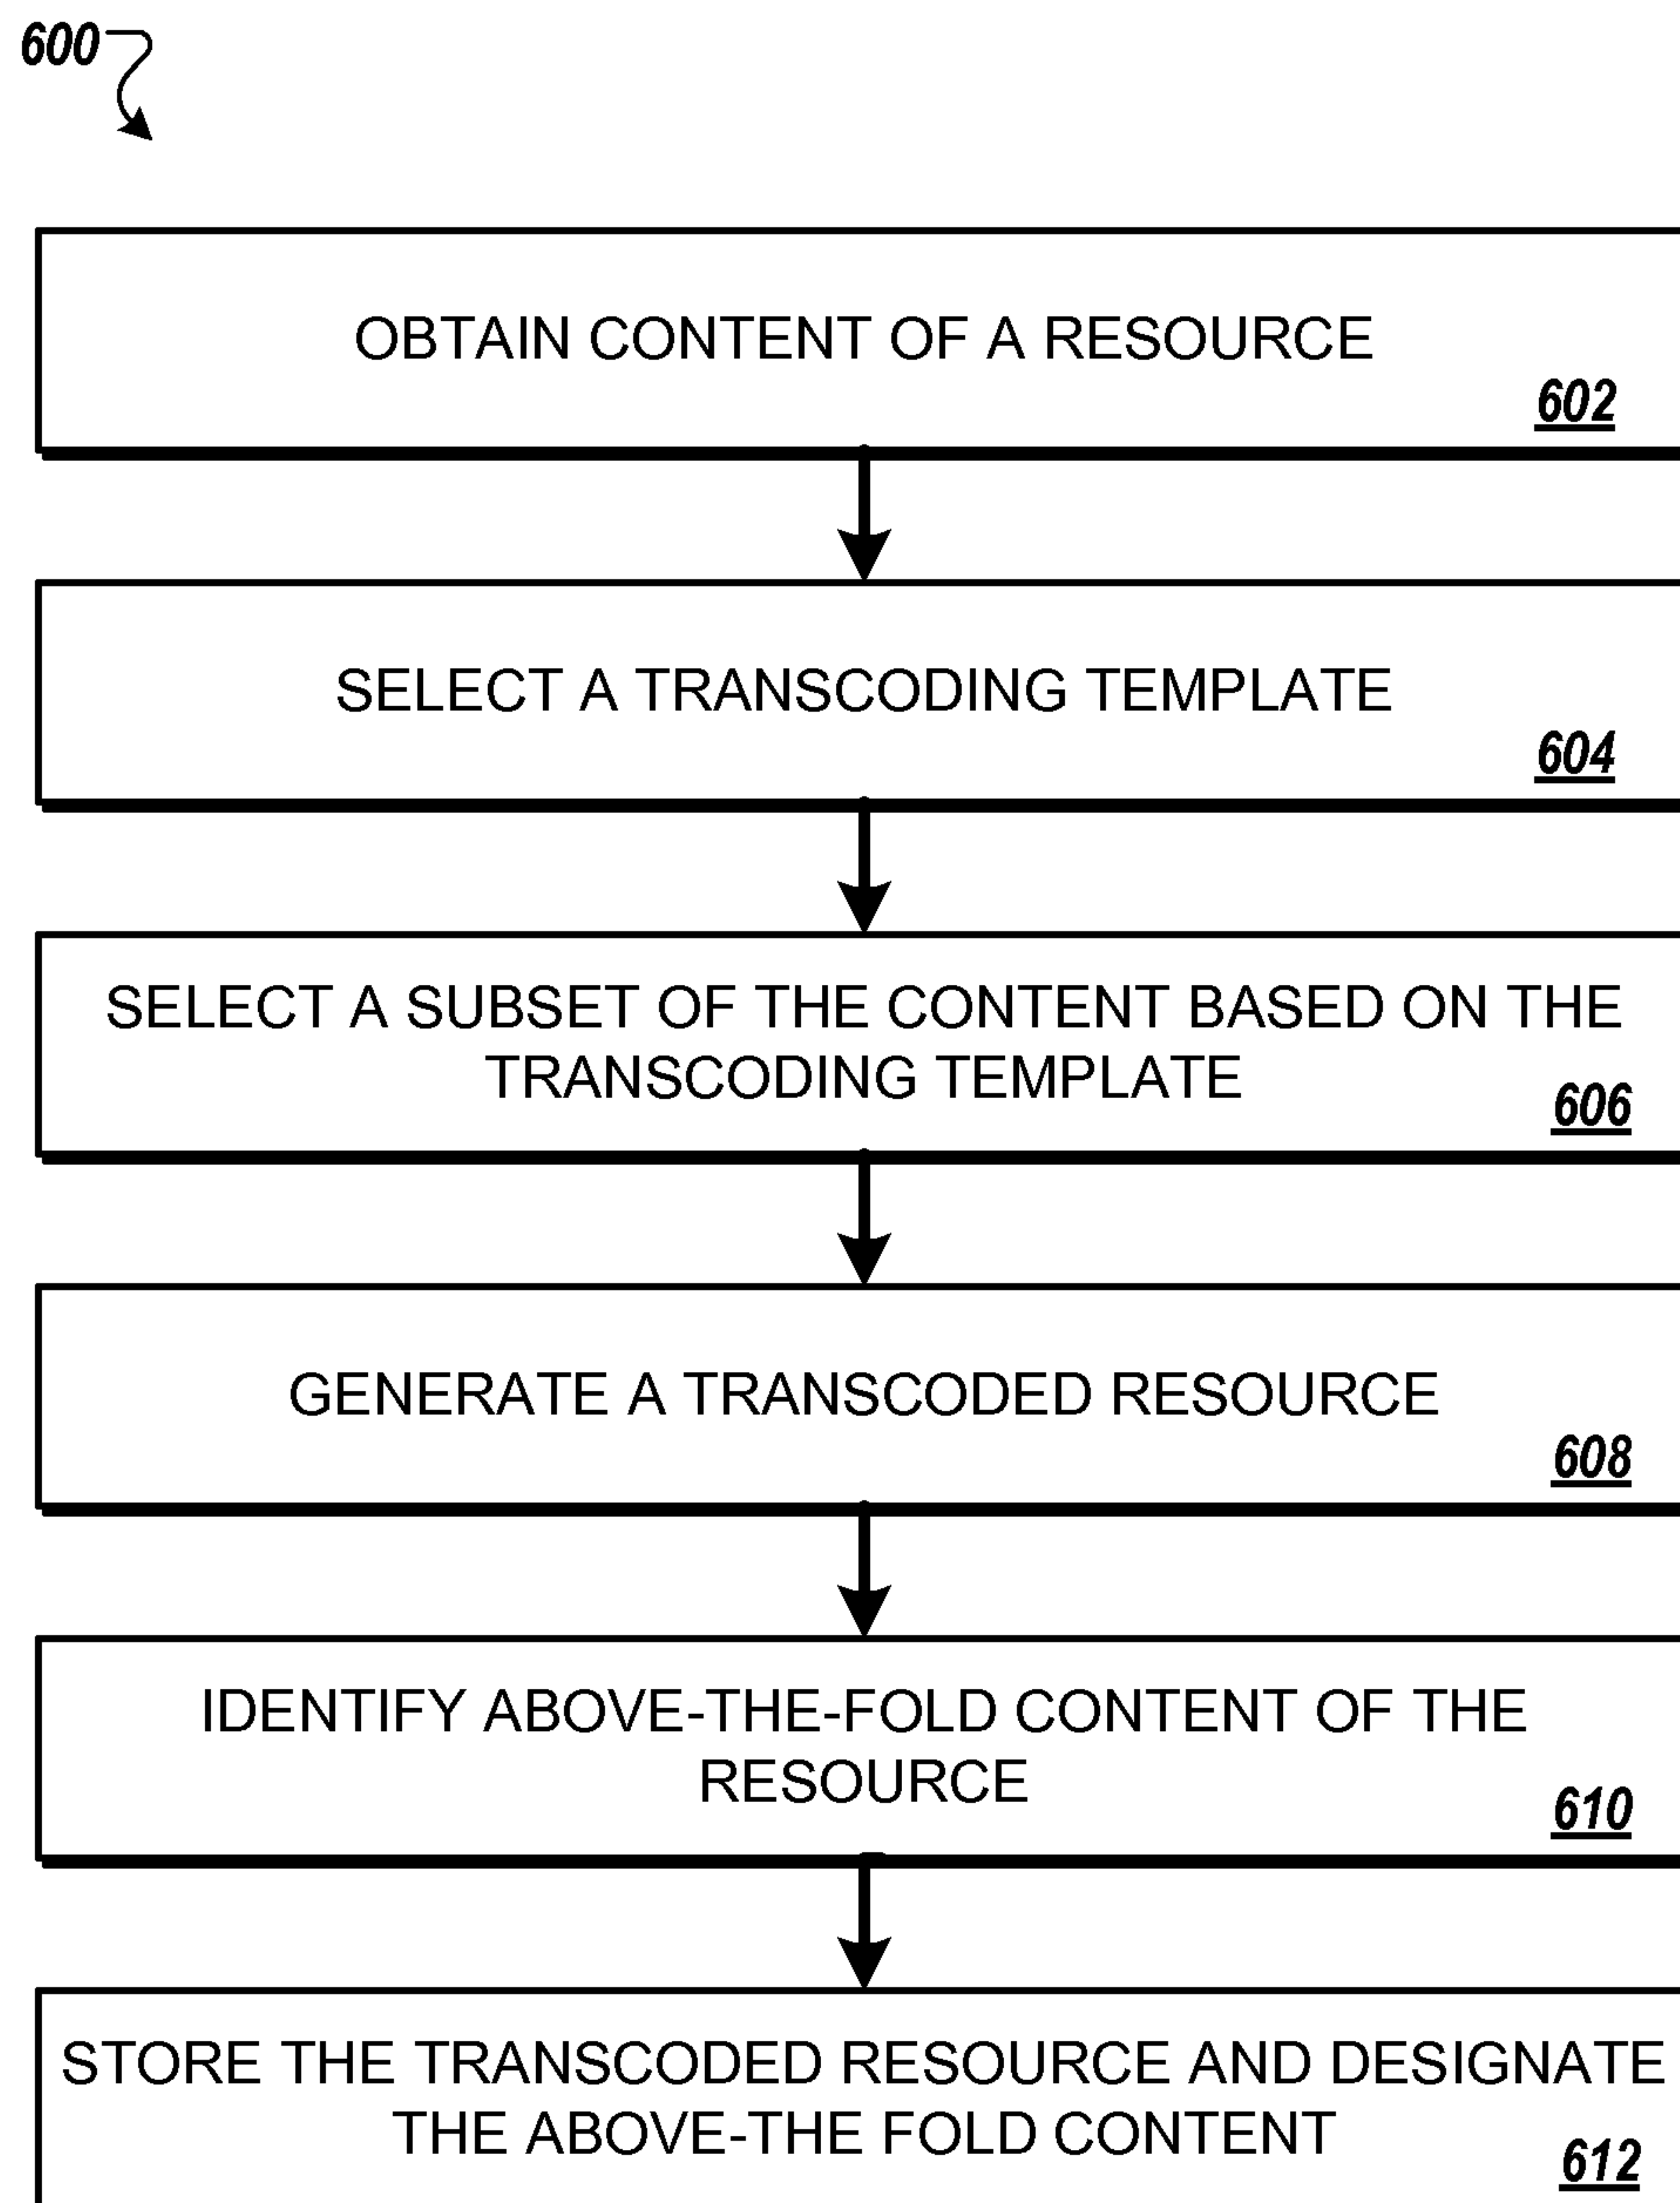 600
OBTAIN CONTENT OF A RESOURCE
602
SELECT A TRANSCODING TEMPLATE
604
SELECT A SUBSET OF THE CONTENT BASED ON THE
TRANSCODING TEMPLATE
606
GENERATE A TRANSCODED RESOURCE
608
IDENTIFY ABOVE-THE-FOLD CONTENT OF THE
RESOURCE
610
STORE THE TRANSCODED RESOURCE AND DESIGNATE
THE ABOVE-THE FOLD CONTENT
612